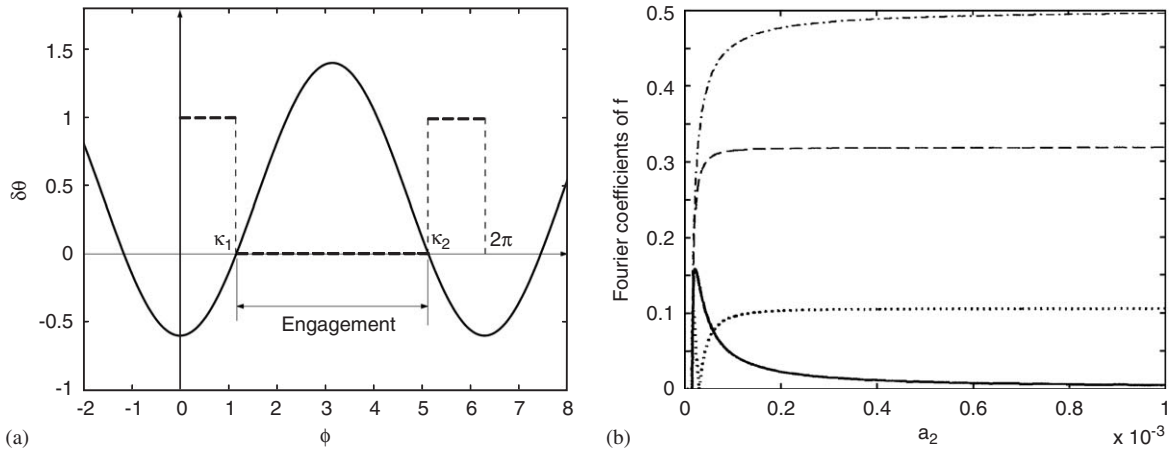 1.5
1
0.5
0
-0.5
-1
δθ
κ₁
κ₂
2π
Engagement
-2 -1 0 1 2 3 4 5 6 7 8
φ
(a)
0.5
0.4
0.3
0.2
0.1
0
Fourier coefficients of f
0 0.2 0.4 0.6 0.8 1
a₂
x 10⁻³
(b)